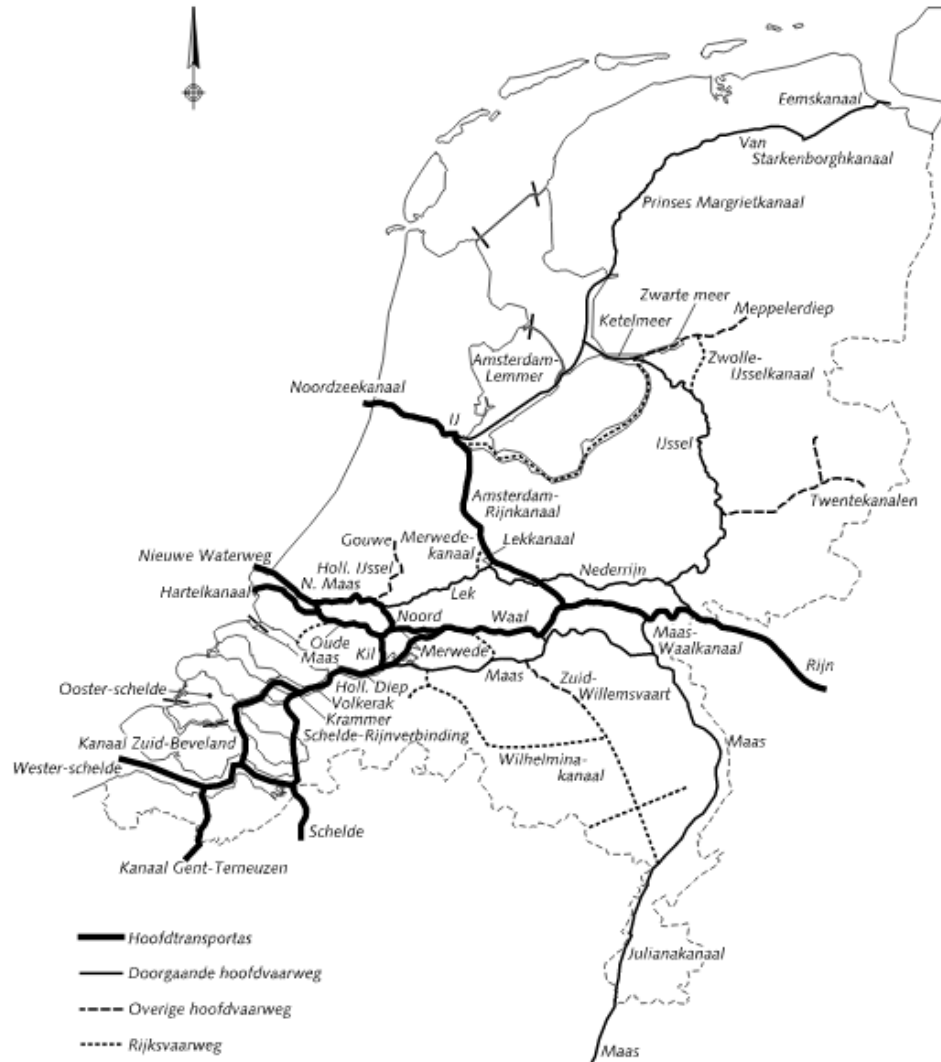 Eemskanaal
Van
Starkenborghkanaal
Prinses Margrietkanaal
Zwarte meer
Meppelerdiep
Ketelmeer
Amsterdam-
Lemmer
Zwolle-
IJsselkanaal
Noordzeekanaal
IJ
IJssel
Amsterdam-
Rijnkanaal
Twentekanalen
Merwede-
kanaal
Lekkanaal
Gouwe
Nieuwe Waterweg
Holl. IJssel
N. Maas
Hartelkanaal
Nederrijn
Lek
Noord
Waal
Oude
Maas
Kil
Merwede
Maas-
Waalkanaal
Rijn
Maas
Zuid-
Willemsvaart
Holl. Diep
Volkerak
Krammer
Schelde-Rijnverbinding
Ooster-schelde
Kanaal Zuid-Beveland
Wester-schelde
Wilhelmina-
kanaal
Maas
Schelde
Kanaal Gent-Terneuzen
Hoofdtransportas
Doorgaande hoofdvaarweg
Overige hoofdvaarweg
Rijksvaarweg
Julianakanaal
Maas